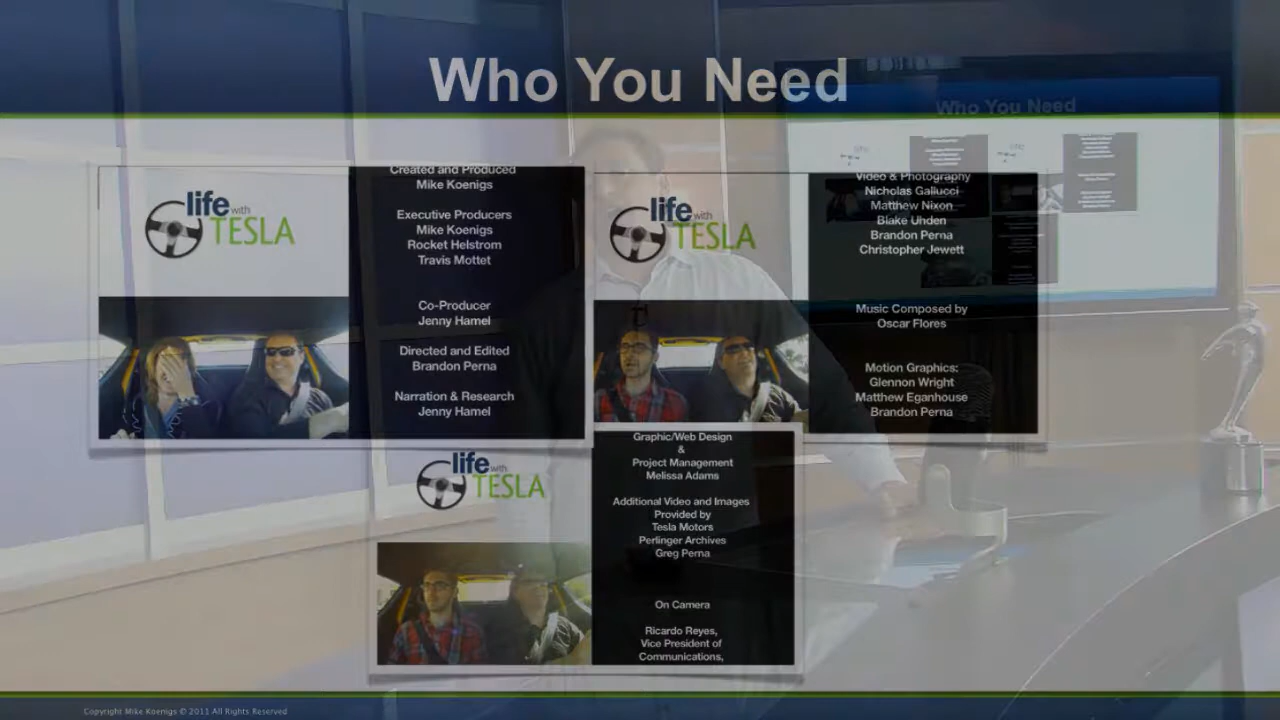 Who You Need
Who You Need
life with
TESLA
Created and Produced
Mike Koenigs
Executive Producers
Mike Koenigs
Rocket Helstrom
Travis Mottet
Co-Producer
Jenny Hamel
Directed and Edited
Brandon Perna
Narration & Research
Jenny Hamel
life with
TESLA
Video & Photography
Nicholas Gallucci
Matthew Nixon
Blake Uhden
Brandon Perna
Christopher Jewett
Music Composed by
Oscar Flores
Motion Graphics:
Glennon Wright
Matthew Eganhouse
Brandon Perna
life with
TESLA
Graphic/Web Design
&
Project Management
Melissa Adams
Additional Video and Images
Provided by
Tesla Motors
Perlinger Archives
Greg Perna
On Camera
Ricardo Reyes,
Vice President of
Communications,
Copyright Mike Koenigs © 2011 All Rights Reserved